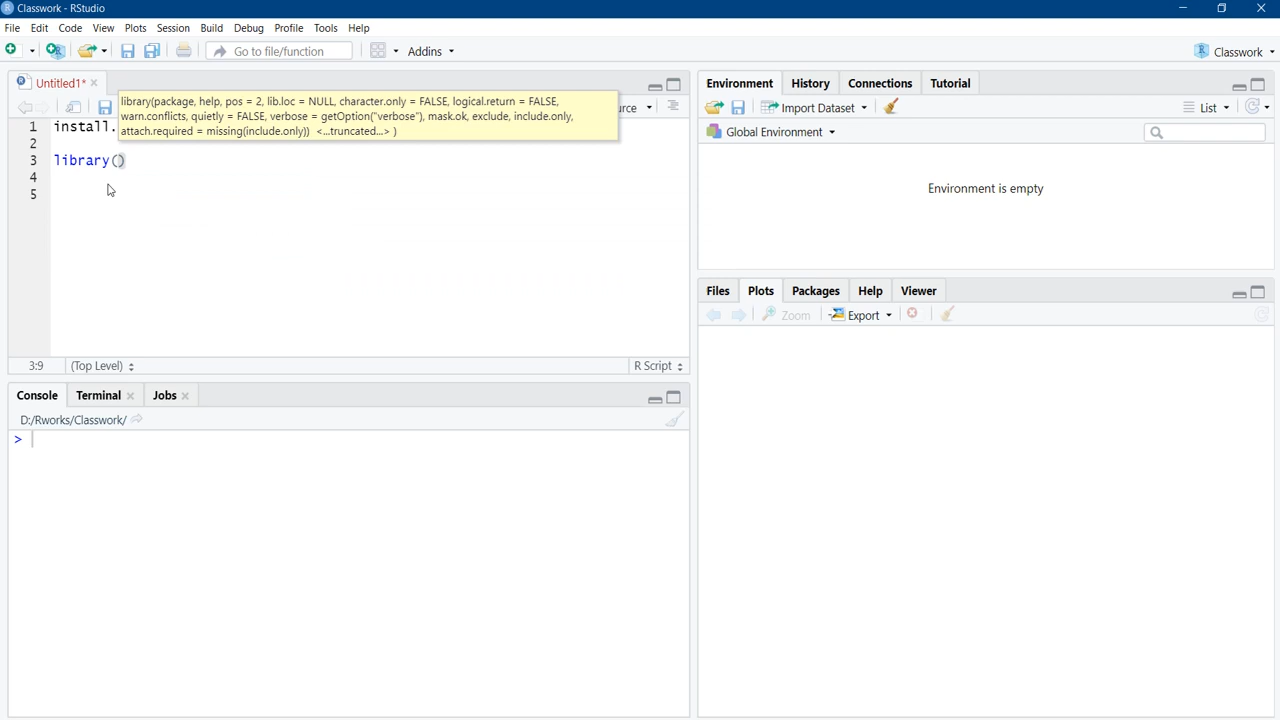 Classwork - RStudio
File Edit Code View Plots Session Build Debug Profile Tools Help
Go to file/function Addins Classwork
Untitled1*
library(package, help, pos = 2, lib.loc = NULL, character.only = FALSE, logical.return = FALSE,
warn.conflicts, quietly = FALSE, verbose = getOption("verbose"), mask.ok, exclude, include.only,
attach.required = missing(include.only)) <...truncated...> )
urce
1 install.
2
3 library()
4
5
3:9 (Top Level) R Script
Console Terminal Jobs
D:/Rworks/Classwork/
>
Environment History Connections Tutorial
Import Dataset List
Global Environment
Environment is empty
Files Plots Packages Help Viewer
Zoom Export